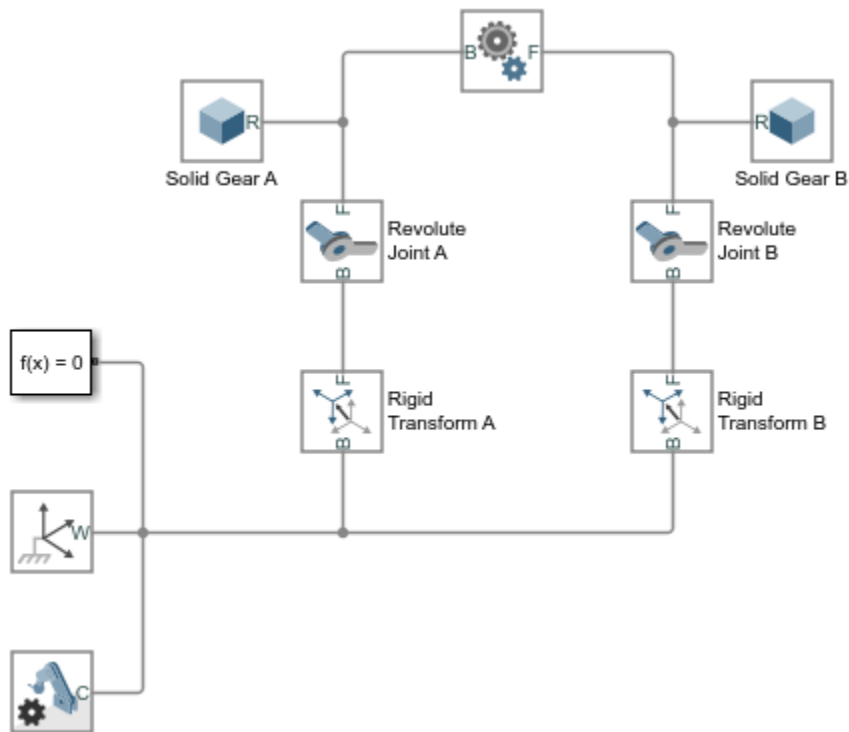 B F
R
Solid Gear A
R
Solid Gear B
F
Revolute
Joint A
B
F
Revolute
Joint B
B
f(x) = 0
F
Rigid
Transform A
B
F
Rigid
Transform B
B
W
C